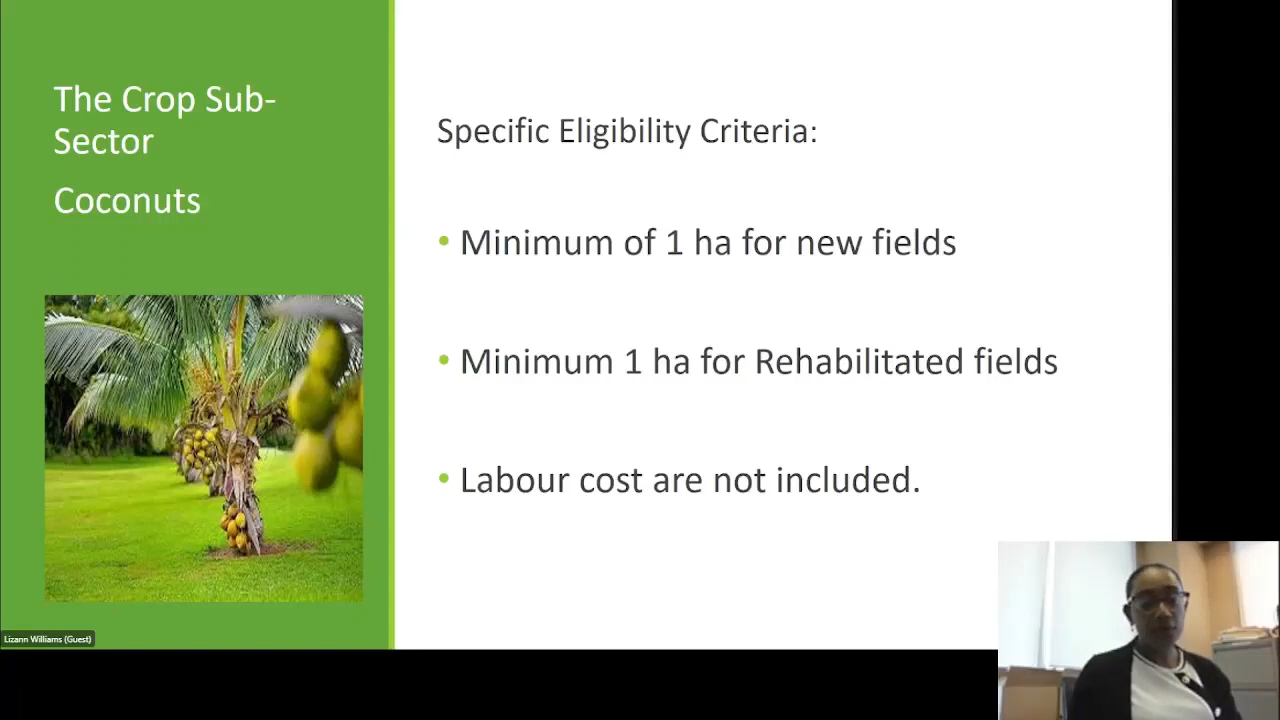 The Crop Sub-
Sector
Coconuts
Specific Eligibility Criteria:
• Minimum of 1 ha for new fields
• Minimum 1 ha for Rehabilitated fields
• Labour cost are not included.
Lizann Williams (Guest)